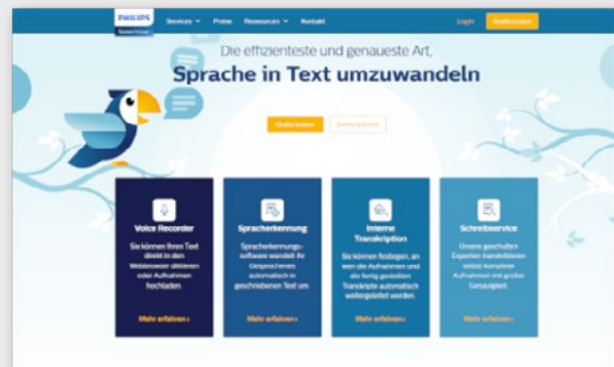 PHILIPS
Services Preise Ressourcen Kontakt Login Gratis testen
Die effizienteste und genaueste Art,
Sprache in Text umzuwandeln
Gratis testen
Voice Recorder
Sie können Ihren Text
direkt in den
Webbrowser diktieren
oder Aufnahmen
hochladen.
Mehr erfahren›
Spracherkennung
Spracherkennungs-
software wandelt Ihr
Gesprochenes
automatisch in
geschriebenen Text um.
Mehr erfahren›
Interne
Transkription
Sie können festlegen, an
wen die Aufnahmen und
die fertig gestellten
Transkripte automatisch
weitergeleitet werden.
Mehr erfahren›
Schreibservice
Unsere geschulten
Experten transkribieren
selbst komplexe
Aufnahmen mit großer
Genauigkeit
Mehr erfahren›